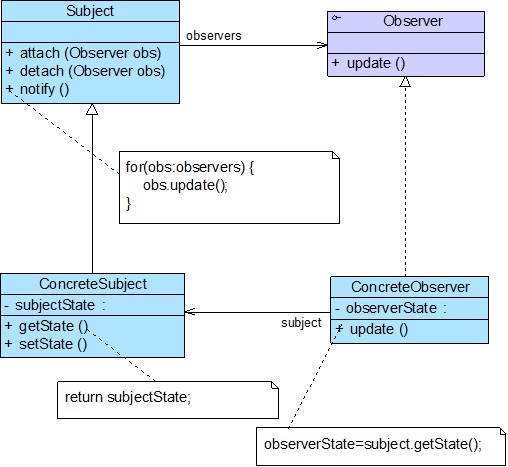 Subject
+ attach (Observer obs)
+ detach (Observer obs)
+ notify ()
observers
Observer
+ update ()
for(obs:observers) {
obs.update();
}
ConcreteSubject
- subjectState :
+ getState ()
+ setState ()
subject
ConcreteObserver
- observerState :
+ update ()
return subjectState;
observerState=subject.getState();